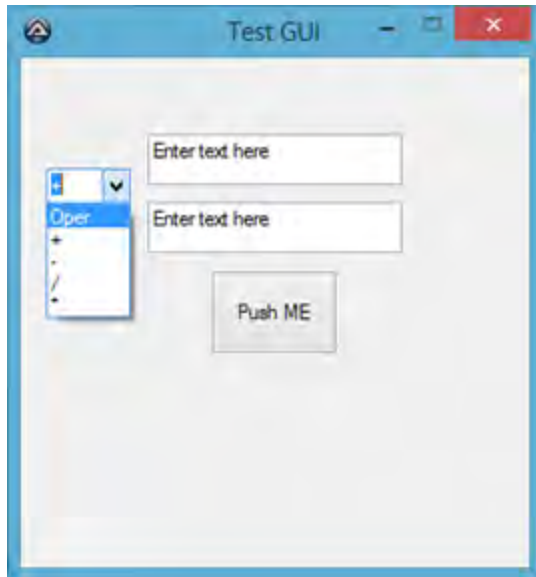 Test GUI
Enter text here
+
Oper
Enter text here
+
-
/
*
Push ME